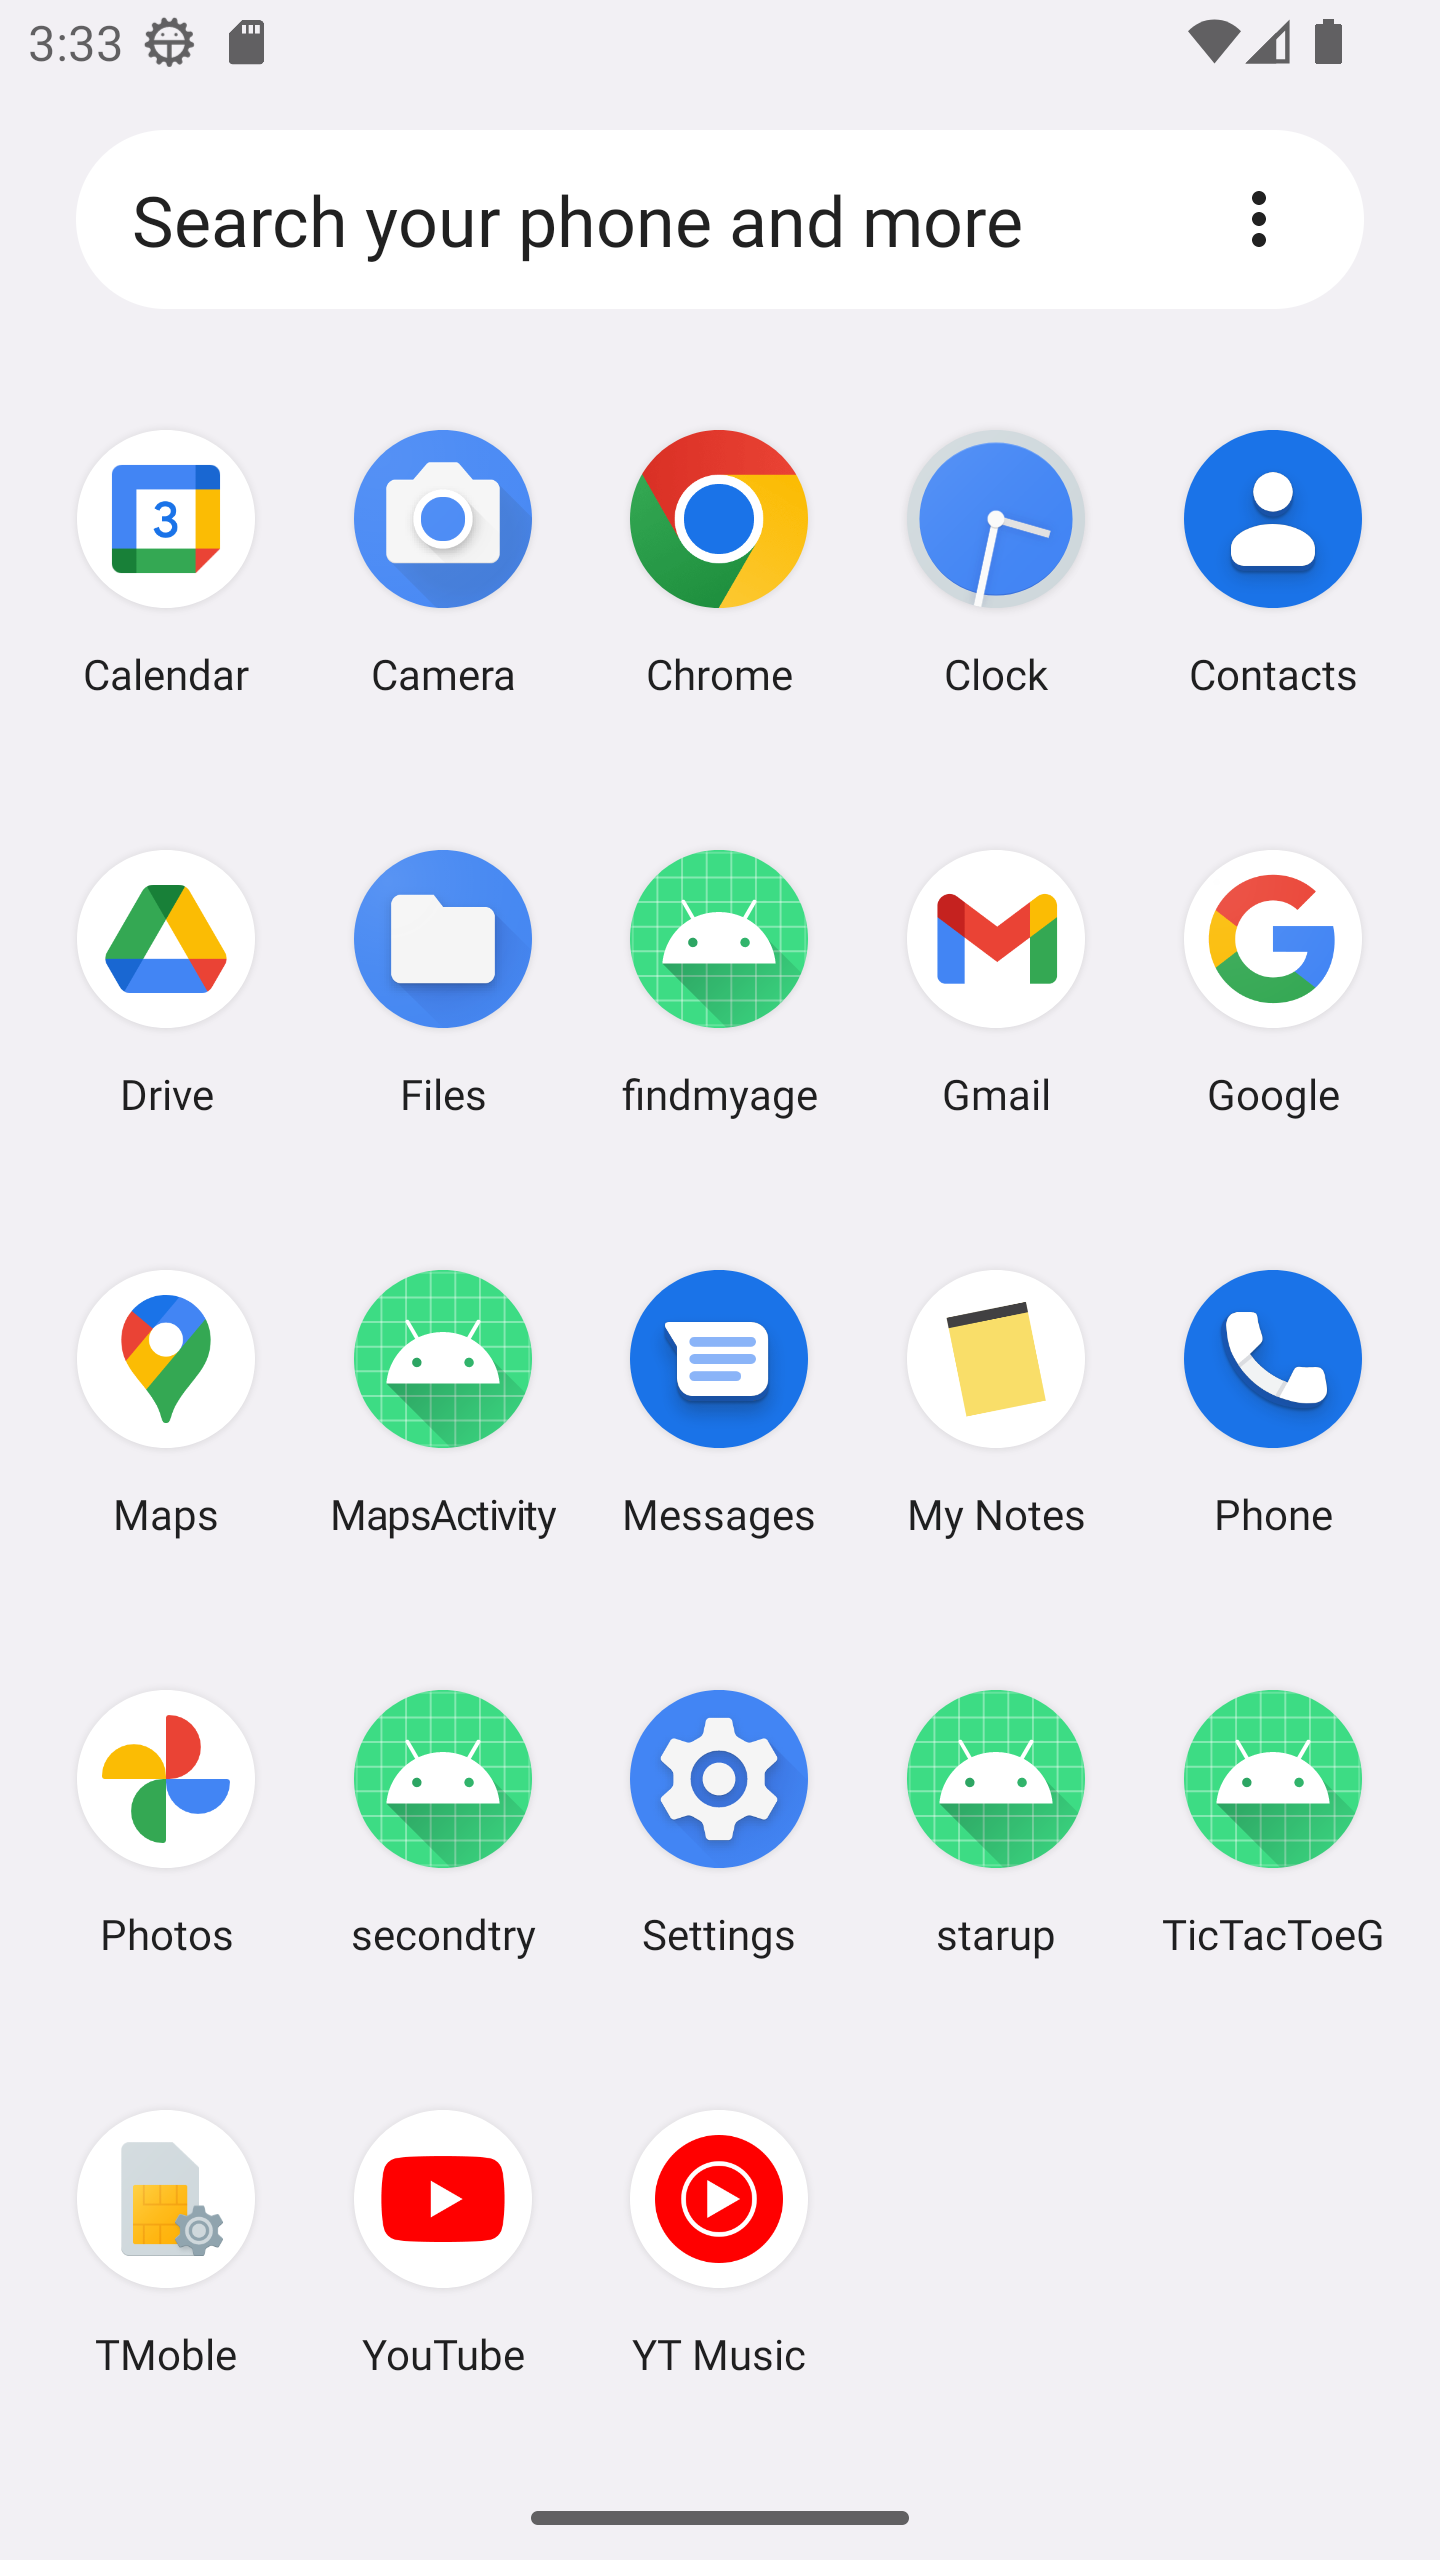 3:33
Search your phone and more
3
Calendar
Camera
Chrome
Clock
Contacts
Drive
Files
findmyage
Gmail
Google
Maps
MapsActivity
Messages
My Notes
Phone
Photos
secondtry
Settings
starup
TicTacToeG
TMoble
YouTube
YT Music